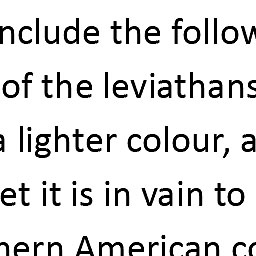 nclude the follow
of the leviathans
a lighter colour, a
et it is in vain to
hern American co